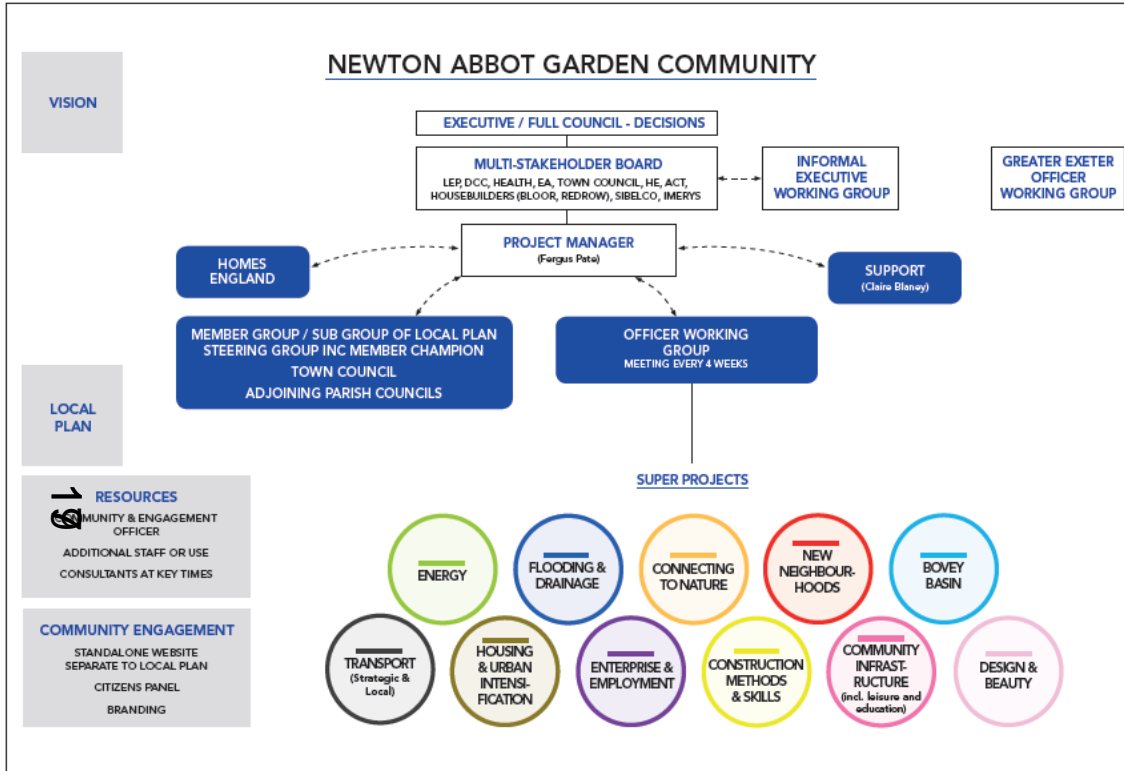 NEWTON ABBOT GARDEN COMMUNITY
VISION
EXECUTIVE / FULL COUNCIL - DECISIONS
MULTI-STAKEHOLDER BOARD
LEP, DCC, HEALTH, EA, TOWN COUNCIL, HE, ACT,
HOUSEBUILDERS (BLOOR, REDROW), SIBELCO, IMERYS
INFORMAL
EXECUTIVE
WORKING GROUP
GREATER EXETER
OFFICER
WORKING GROUP
PROJECT MANAGER
(Fergus Pate)
HOMES
ENGLAND
SUPPORT
(Claire Blaney)
MEMBER GROUP / SUB GROUP OF LOCAL PLAN
STEERING GROUP INC MEMBER CHAMPION
TOWN COUNCIL
ADJOINING PARISH COUNCILS
OFFICER WORKING
GROUP
MEETING EVERY 4 WEEKS
LOCAL
PLAN
RESOURCES
COMMUNITY & ENGAGEMENT
OFFICER
ADDITIONAL STAFF OR USE
CONSULTANTS AT KEY TIMES
COMMUNITY ENGAGEMENT
STANDALONE WEBSITE
SEPARATE TO LOCAL PLAN
CITIZENS PANEL
BRANDING
SUPER PROJECTS
ENERGY
FLOODING &
DRAINAGE
CONNECTING
TO NATURE
NEW
NEIGHBOUR-
HOODS
BOVEY
BASIN
TRANSPORT
(Strategic &
Local)
HOUSING
& URBAN
INTENSI-
FICATION
ENTERPRISE &
EMPLOYMENT
CONSTRUCTION
METHODS
& SKILLS
COMMUNITY
INFRAST-
RUCTURE
(incl. leisure and
education)
DESIGN &
BEAUTY